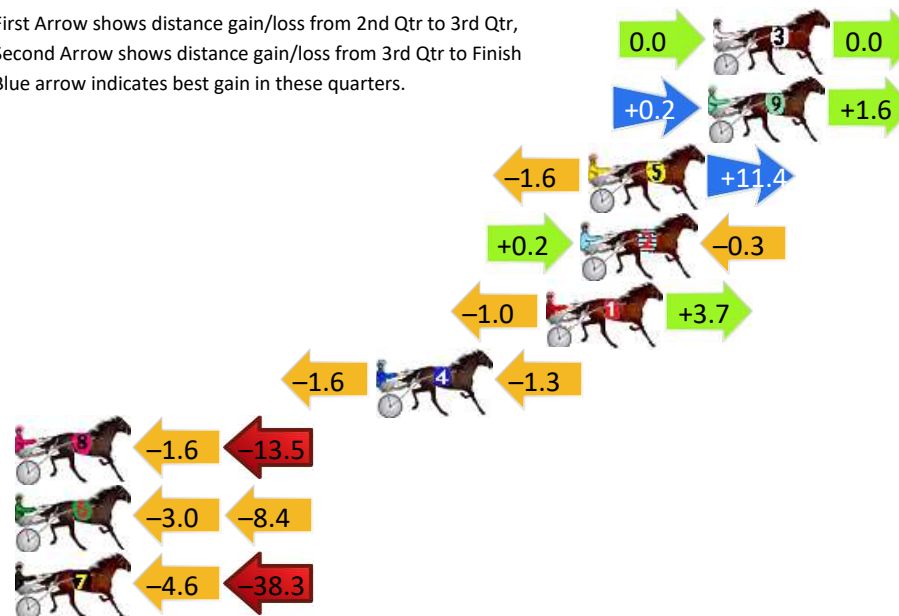 First Arrow shows distance gain/loss from 2nd Qtr to 3rd Qtr,
Second Arrow shows distance gain/loss from 3rd Qtr to Finish
Blue arrow indicates best gain in these quarters.
0.0 3 0.0
+0.2 9 +1.6
–1.6 5 +11.4
+0.2 2 –0.3
–1.0 1 +3.7
–1.6 4 –1.3
8 –1.6 –13.5
–3.0 –8.4
7 –4.6 –38.3